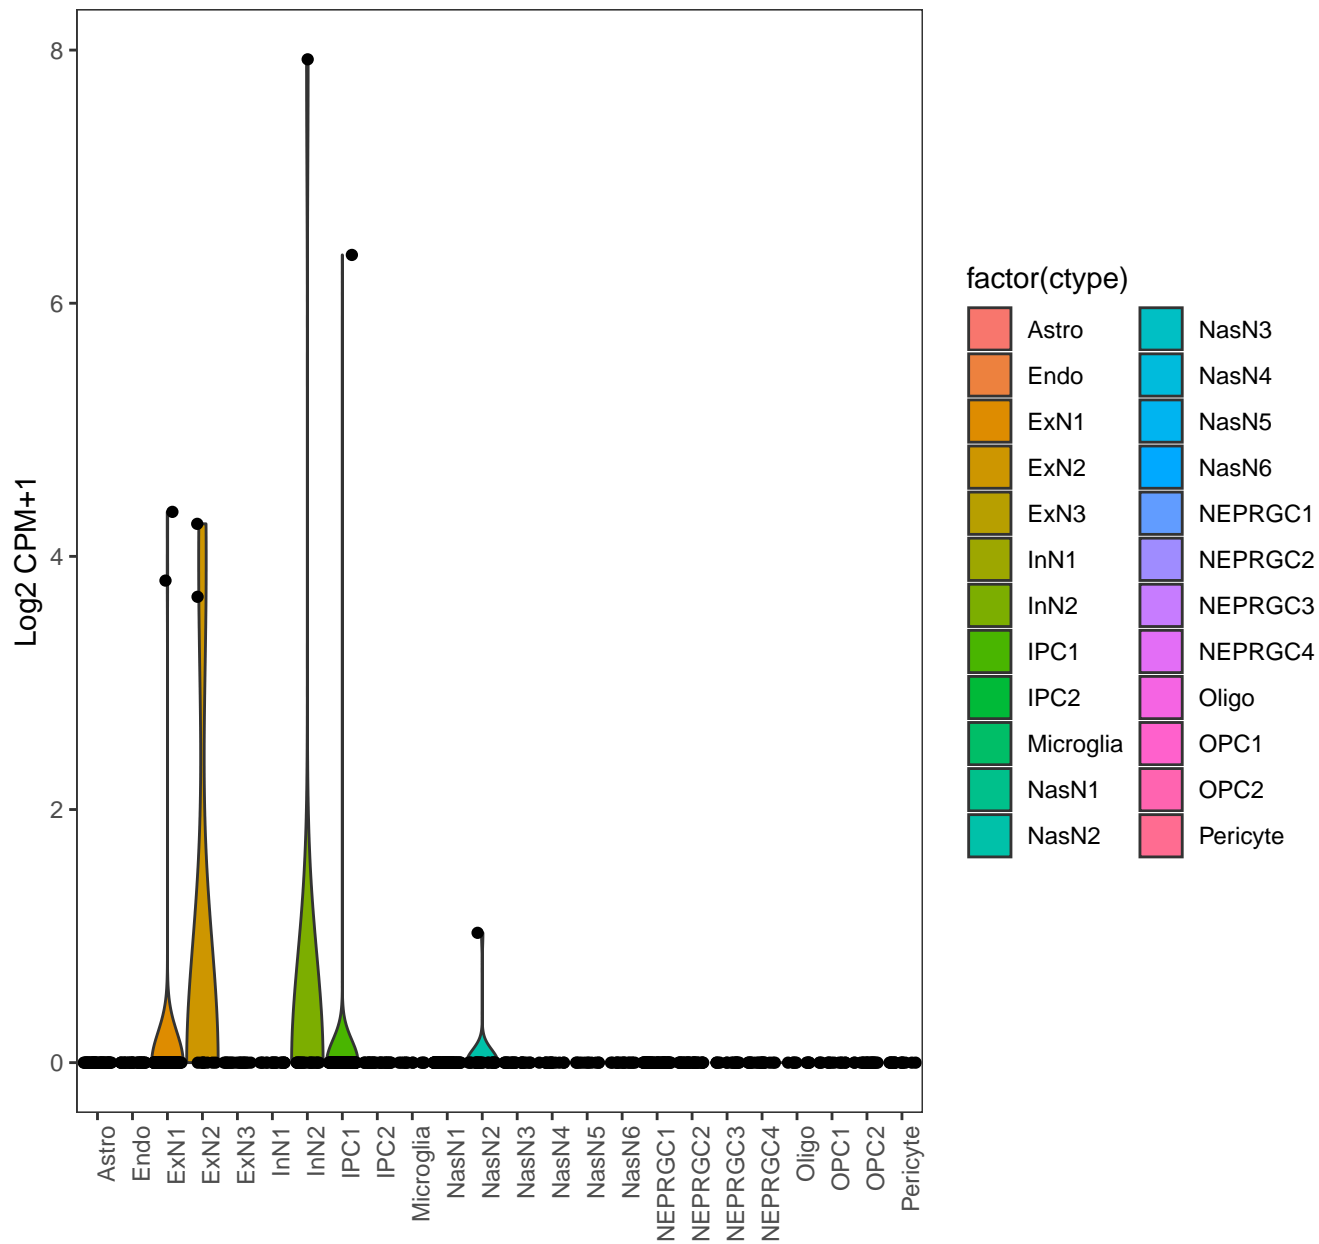 8
6
4
2
0
Log2 CPM+1
Astro
Endo
ExN1
ExN2
ExN3
InN1
InN2
IPC1
IPC2
Microglia
NasN1
NasN2
NasN3
NasN4
NasN5
NasN6
NEPRGC1
NEPRGC2
NEPRGC3
NEPRGC4
Oligo
OPC1
OPC2
Pericyte
factor(ctype)
Astro
Endo
ExN1
ExN2
ExN3
InN1
InN2
IPC1
IPC2
Microglia
NasN1
NasN2
NasN3
NasN4
NasN5
NasN6
NEPRGC1
NEPRGC2
NEPRGC3
NEPRGC4
Oligo
OPC1
OPC2
Pericyte